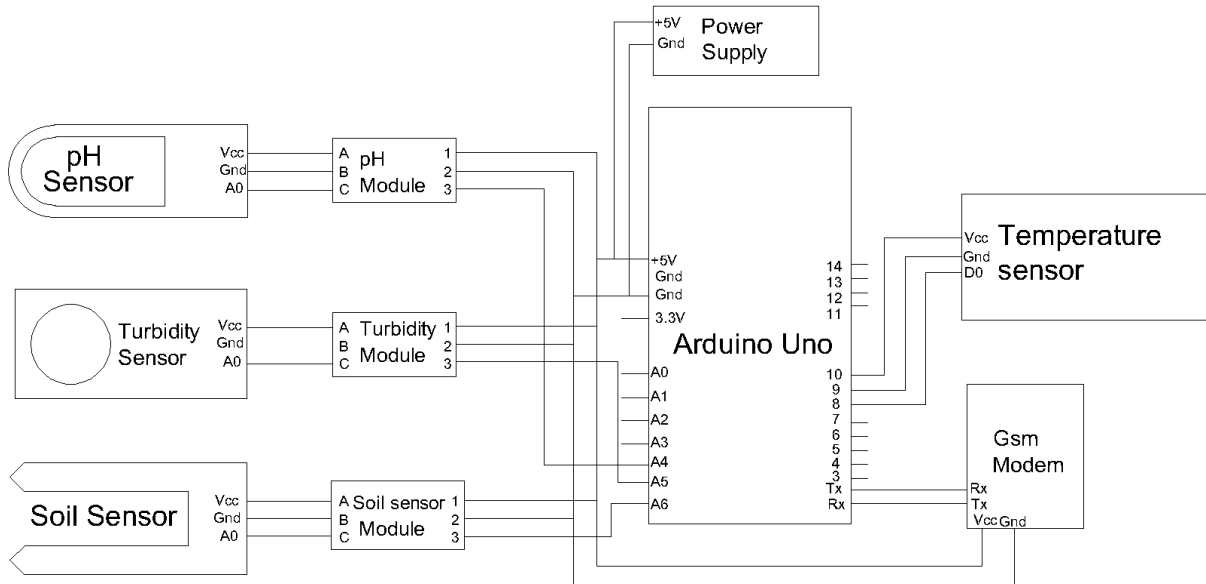 +5V
Gnd
Power
Supply
pH
Sensor
Vcc
Gnd
A0
A
B
C
pH
Module
1
2
3
Turbidity
Sensor
Vcc
Gnd
A0
A
B
C
Turbidity
Module
1
2
3
Soil Sensor
Vcc
Gnd
A0
A
B
C
Soil sensor
Module
1
2
3
+5V
Gnd
Gnd
3.3V
A0
A1
A2
A3
A4
A5
A6
Arduino Uno
14
13
12
11
10
9
8
7
6
5
4
3
Tx
Rx
Vcc
Gnd
D0
Temperature
sensor
Gsm
Modem
Rx
Tx
Vcc Gnd